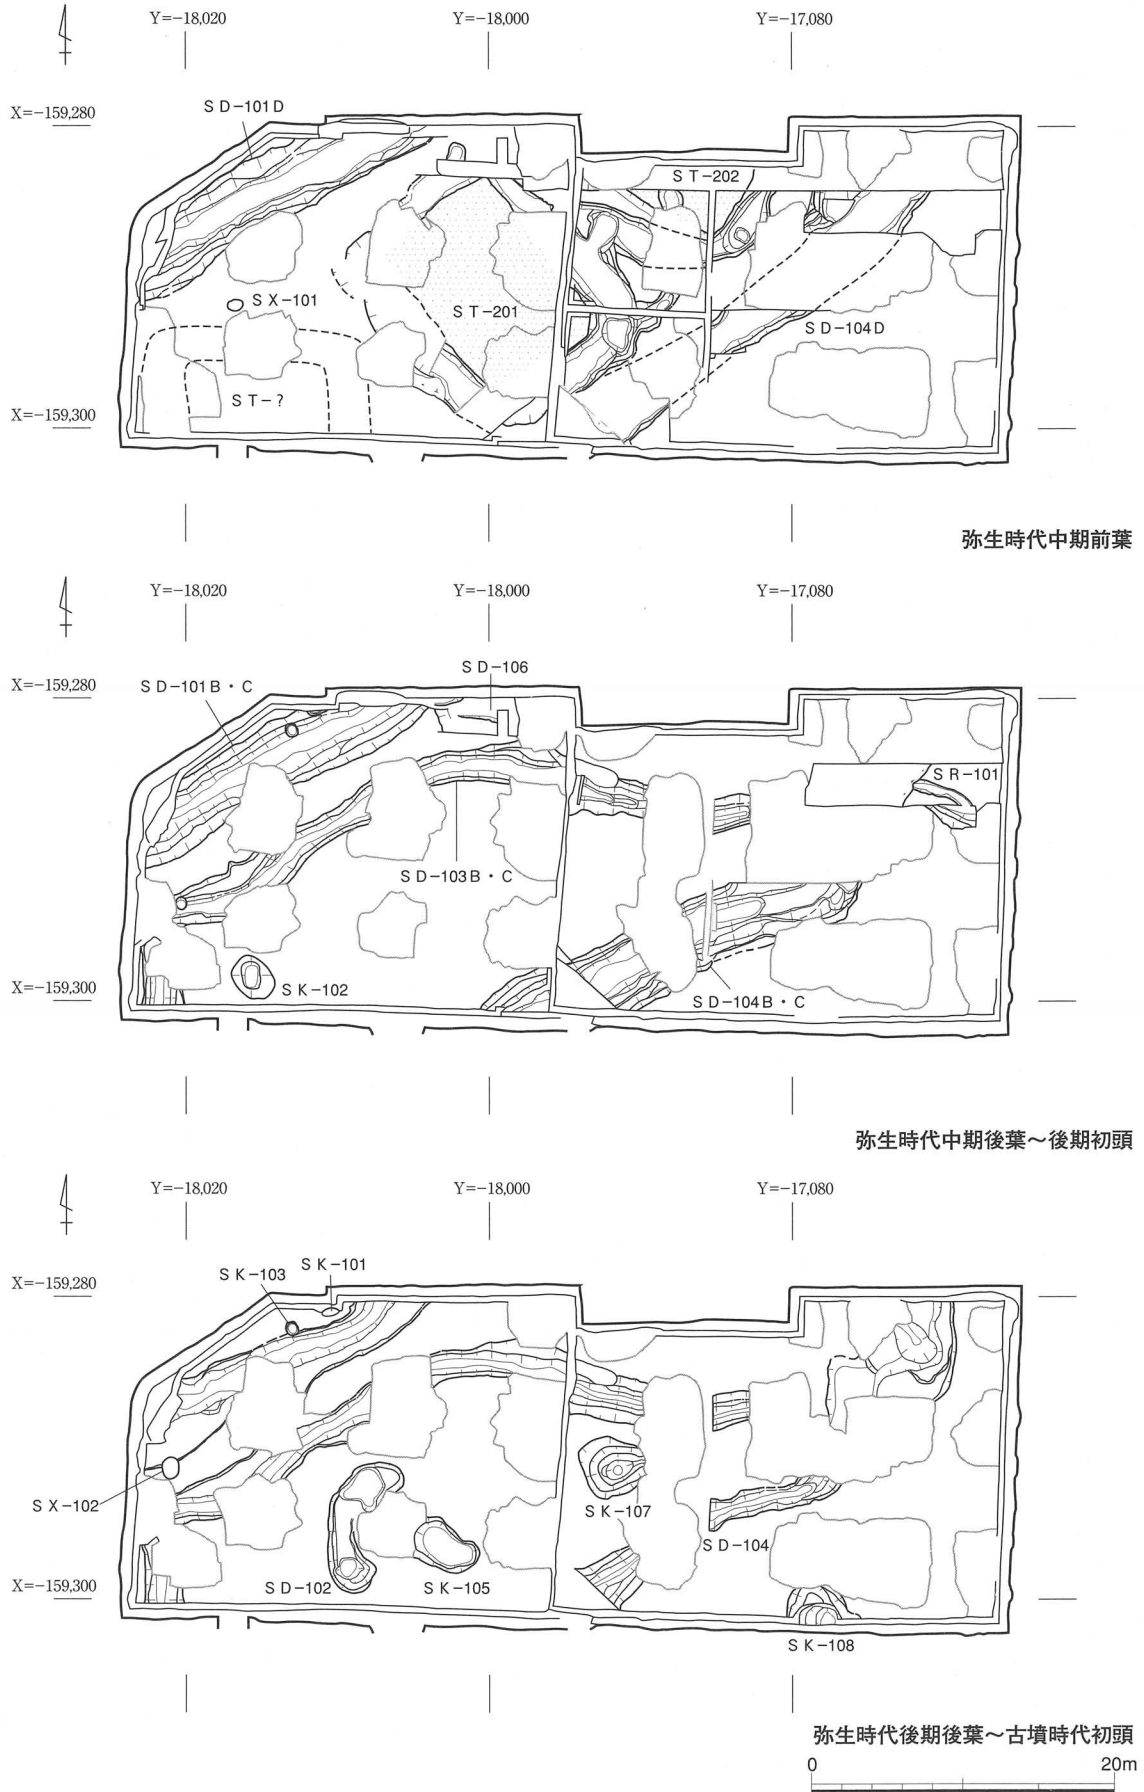 Y=−18,020 Y=−18,000 Y=−17,080
X=−159,280
SD−101D
ST−202
SX−101
ST−201
SD−104D
ST−?
X=−159,300
弥生時代中期前葉
Y=−18,020 Y=−18,000 Y=−17,080
SD−106
X=−159,280
SD−101B・C
SR−101
SD−103B・C
X=−159,300
SK−102
SD−104B・C
弥生時代中期後葉～後期初頭
Y=−18,020 Y=−18,000 Y=−17,080
SK−101
SK−103
X=−159,280
SX−102
SK−107
SD−104
X=−159,300
SD−102
SK−105
SK−108
弥生時代後期後葉～古墳時代初頭
0 20m